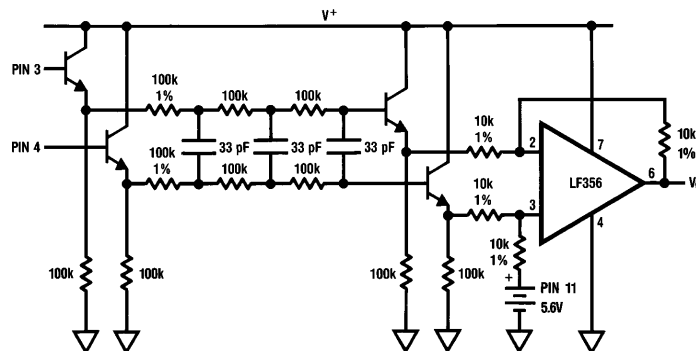 V+
PIN 3
100k
1%
100k
100k
PIN 4
33 pF
33 pF
33 pF
100k
1%
100k
100k
10k
1%
10k
1%
2
7
6
LF356
3
4
10k
1%
V
100k
100k
100k
100k
10k
1%
+
PIN 11
5.6V